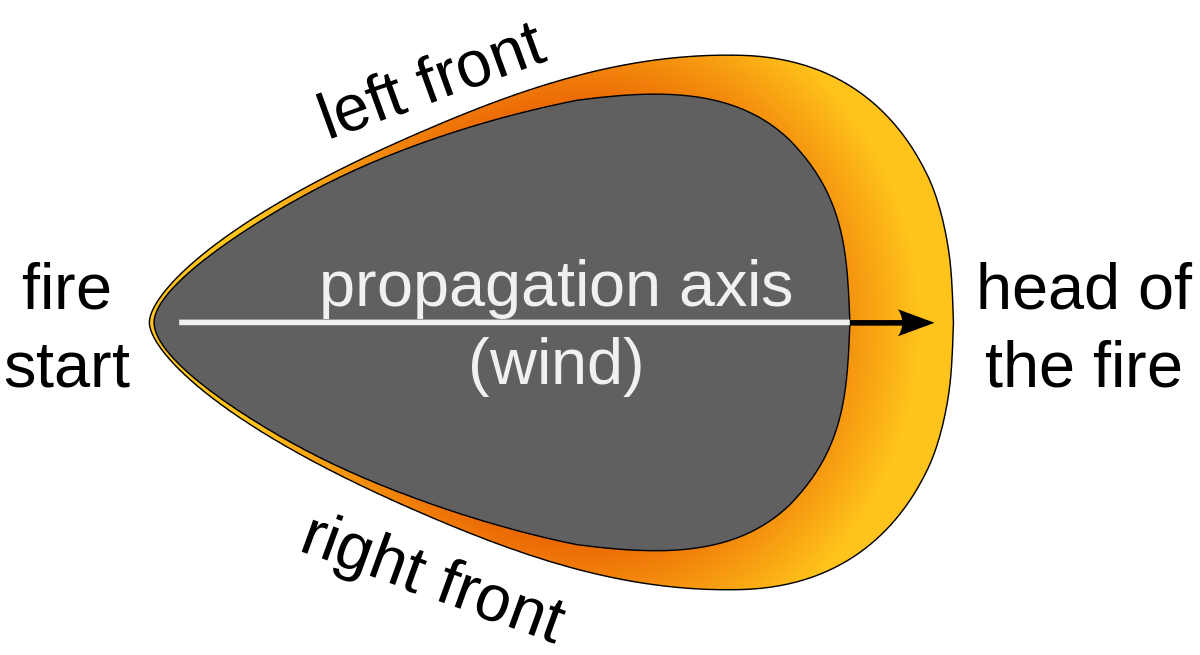 left front
fire
start
propagation axis
(wind)
head of
the fire
right front